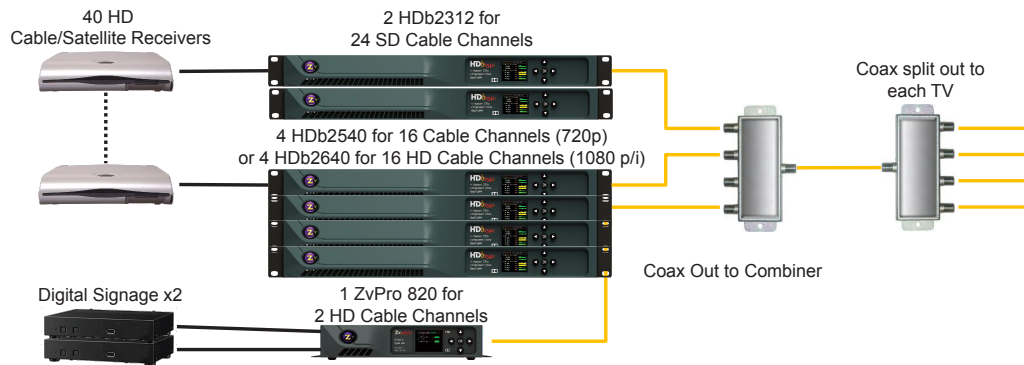 40 HD
Cable/Satellite Receivers
2 HDb2312 for
24 SD Cable Channels
Coax split out to
each TV
4 HDb2540 for 16 Cable Channels (720p)
or 4 HDb2640 for 16 HD Cable Channels (1080 p/i)
Coax Out to Combiner
Digital Signage x2
1 ZvPro 820 for
2 HD Cable Channels